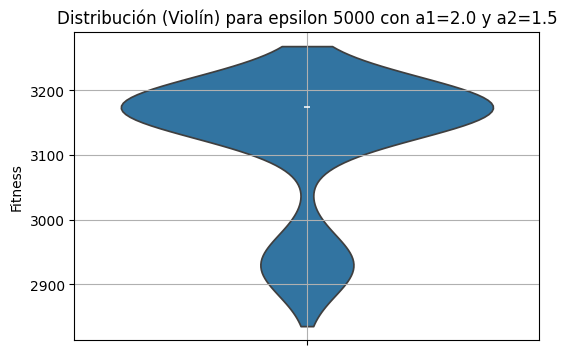 Distribución (Violín) para epsilon 5000 con a1=2.0 y a2=1.5
3200
3100
3000
2900
Fitness